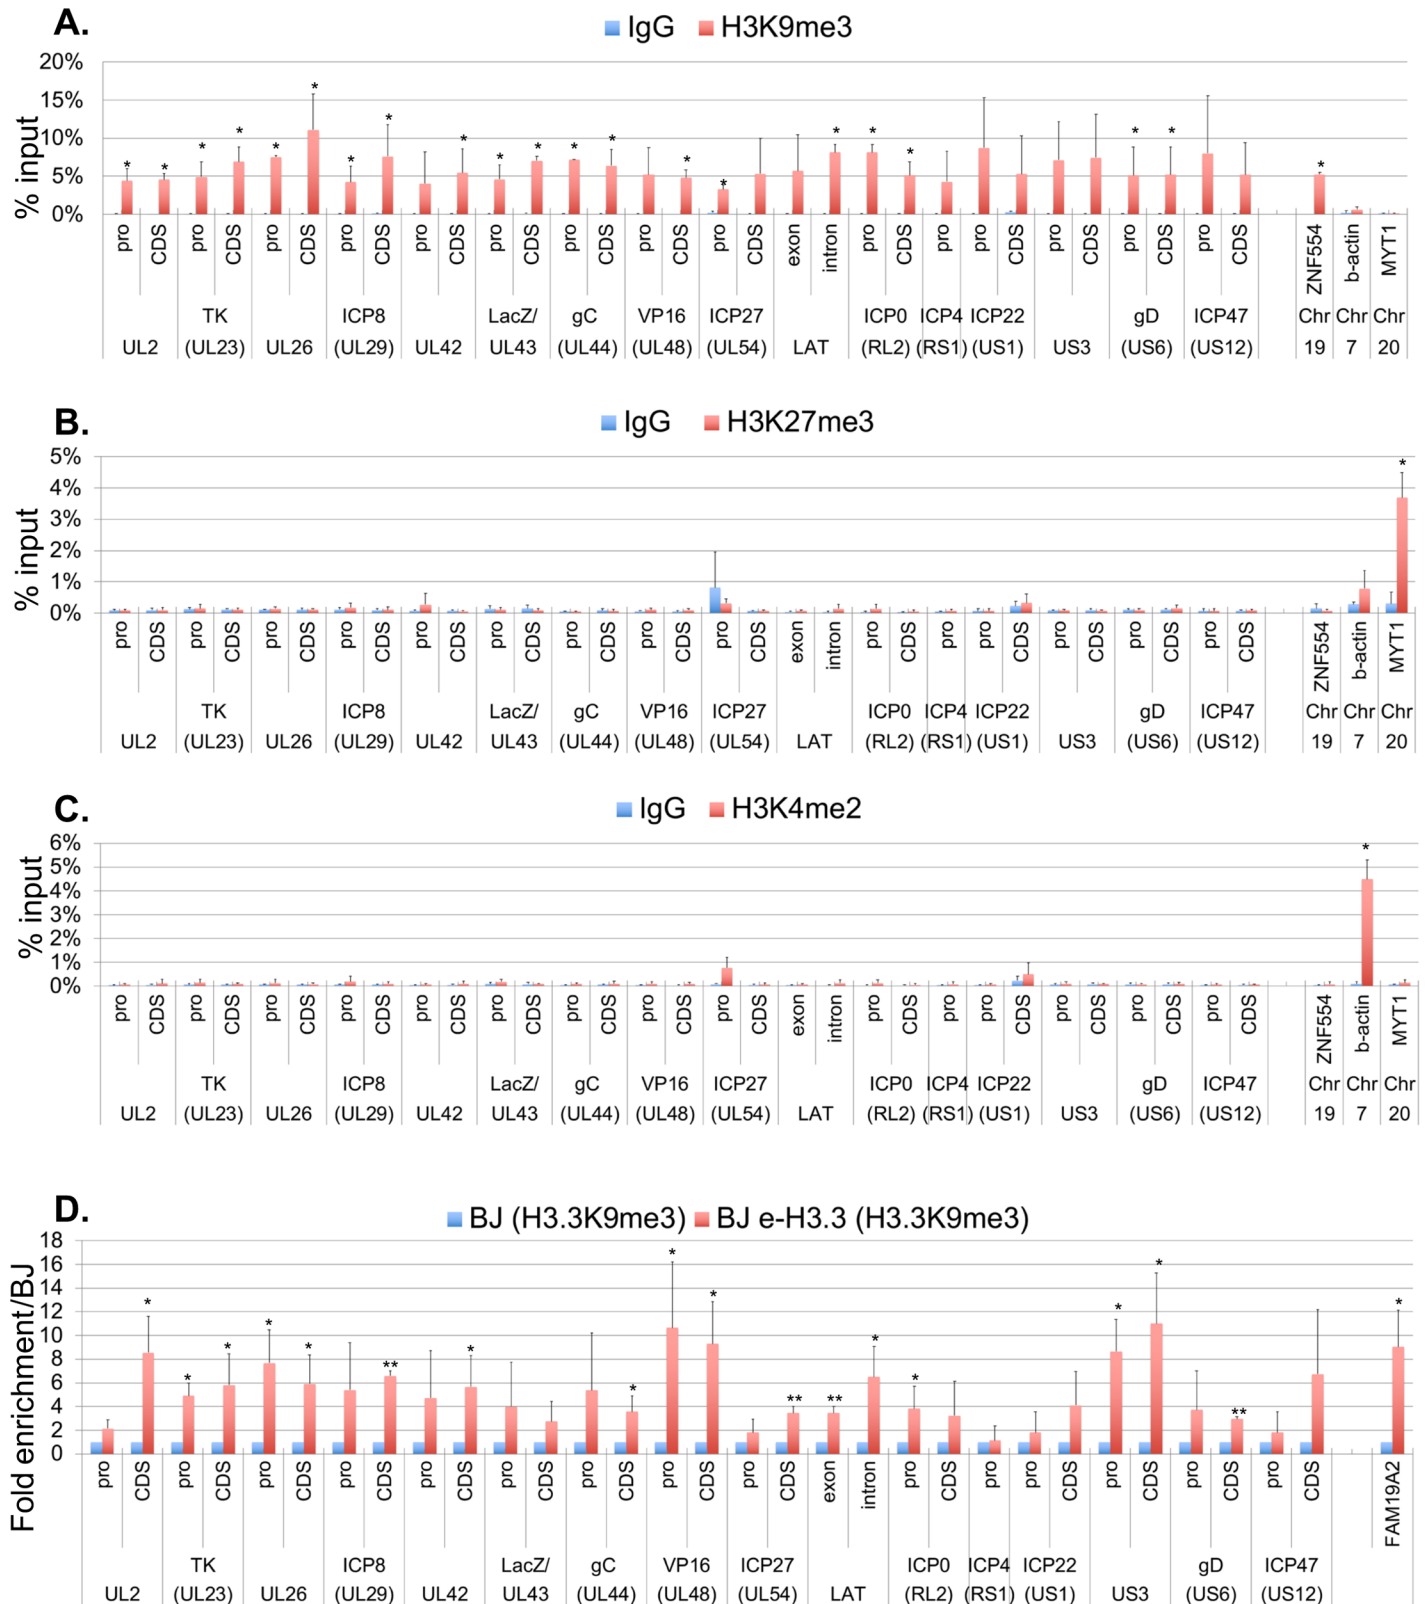 A.
IgG H3K9me3
% input
20%
15%
10%
5%
0%
* * * * * * * * * * * * * * * * * * * * *
pro CDS pro CDS pro CDS pro CDS pro CDS pro CDS pro CDS pro CDS pro CDS exon intron pro CDS pro pro CDS pro CDS pro CDS pro CDS ZNF554 b-actin MYT1
TK ICP8 LacZ/ gC VP16 ICP27 ICP0 ICP4 ICP22 gD ICP47 Chr Chr Chr
UL2 (UL23) UL26 (UL29) UL42 UL43 (UL44) (UL48) (UL54) LAT (RL2) (RS1) (US1) US3 (US6) (US12) 19 7 20
B.
IgG H3K27me3
% input
5%
4%
3%
2%
1%
0%
*
pro CDS pro CDS pro CDS pro CDS pro CDS pro CDS pro CDS pro CDS pro CDS exon intron pro CDS pro pro CDS pro CDS pro CDS pro CDS ZNF554 b-actin MYT1
TK ICP8 LacZ/ gC VP16 ICP27 ICP0 ICP4 ICP22 gD ICP47 Chr Chr Chr
UL2 (UL23) UL26 (UL29) UL42 UL43 (UL44) (UL48) (UL54) LAT (RL2) (RS1) (US1) US3 (US6) (US12) 19 7 20
C.
IgG H3K4me2
% input
6%
5%
4%
3%
2%
1%
0%
*
pro CDS pro CDS pro CDS pro CDS pro CDS pro CDS pro CDS pro CDS pro CDS exon intron pro CDS pro pro CDS pro CDS pro CDS pro CDS ZNF554 b-actin MYT1
TK ICP8 LacZ/ gC VP16 ICP27 ICP0 ICP4 ICP22 gD ICP47 Chr Chr Chr
UL2 (UL23) UL26 (UL29) UL42 UL43 (UL44) (UL48) (UL54) LAT (RL2) (RS1) (US1) US3 (US6) (US12) 19 7 20
D.
BJ (H3.3K9me3) BJ e-H3.3 (H3.3K9me3)
Fold enrichment/BJ
18
16
14
12
10
8
6
4
2
0
* * * * * ** * * * * ** ** * * * * ** *
pro CDS pro CDS pro CDS pro CDS pro CDS pro CDS pro CDS pro CDS pro CDS exon intron pro CDS pro pro CDS pro CDS pro CDS pro CDS FAM19A2
TK ICP8 LacZ/ gC VP16 ICP27 ICP0 ICP4 ICP22 gD ICP47
UL2 (UL23) UL26 (UL29) UL42 UL43 (UL44) (UL48) (UL54) LAT (RL2) (RS1) (US1) US3 (US6) (US12)